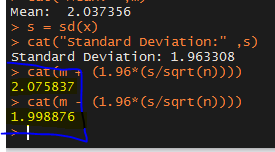 Mean:  2.037356
> s = sd(x)
> cat("Standard Deviation:" ,s)
Standard Deviation: 1.963308
> cat(m + (1.96*(s/sqrt(n))))
2.075837
> cat(m - (1.96*(s/sqrt(n))))
1.998876
>